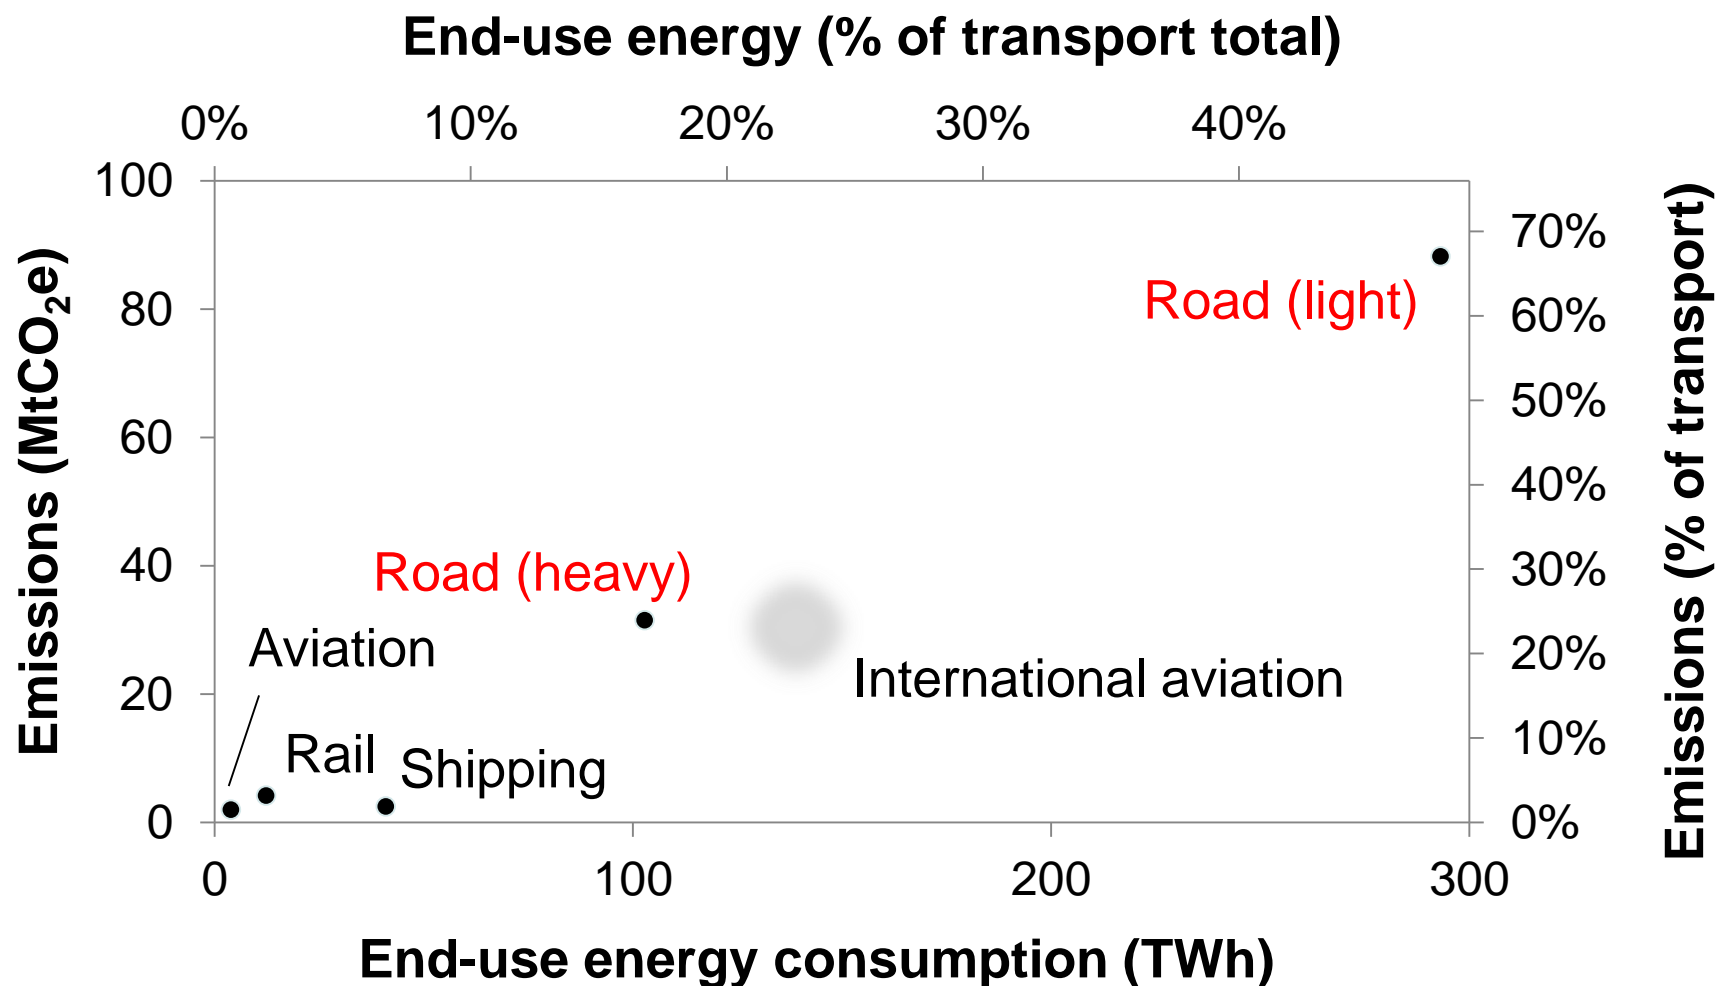 End-use energy (% of transport total)
0% 10% 20% 30% 40%
Emissions (MtCO₂e)
100
80
60
40
20
0
Emissions (% of transport)
70%
60%
50%
40%
30%
20%
10%
0%
Road (light)
Road (heavy)
Aviation
International aviation
Rail
Shipping
0 100 200 300
End-use energy consumption (TWh)